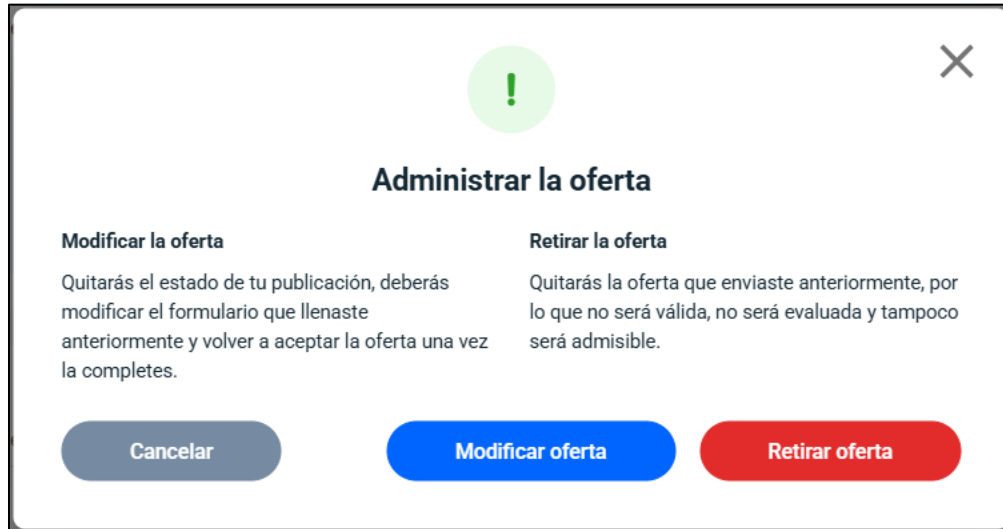 !
Administrar la oferta
Modificar la oferta
Quitarás el estado de tu publicación, deberás
modificar el formulario que llenaste
anteriormente y volver a aceptar la oferta una vez
la completes.
Retirar la oferta
Quitarás la oferta que enviaste anteriormente, por
lo que no será válida, no será evaluada y tampoco
será admisible.
Cancelar
Modificar oferta
Retirar oferta